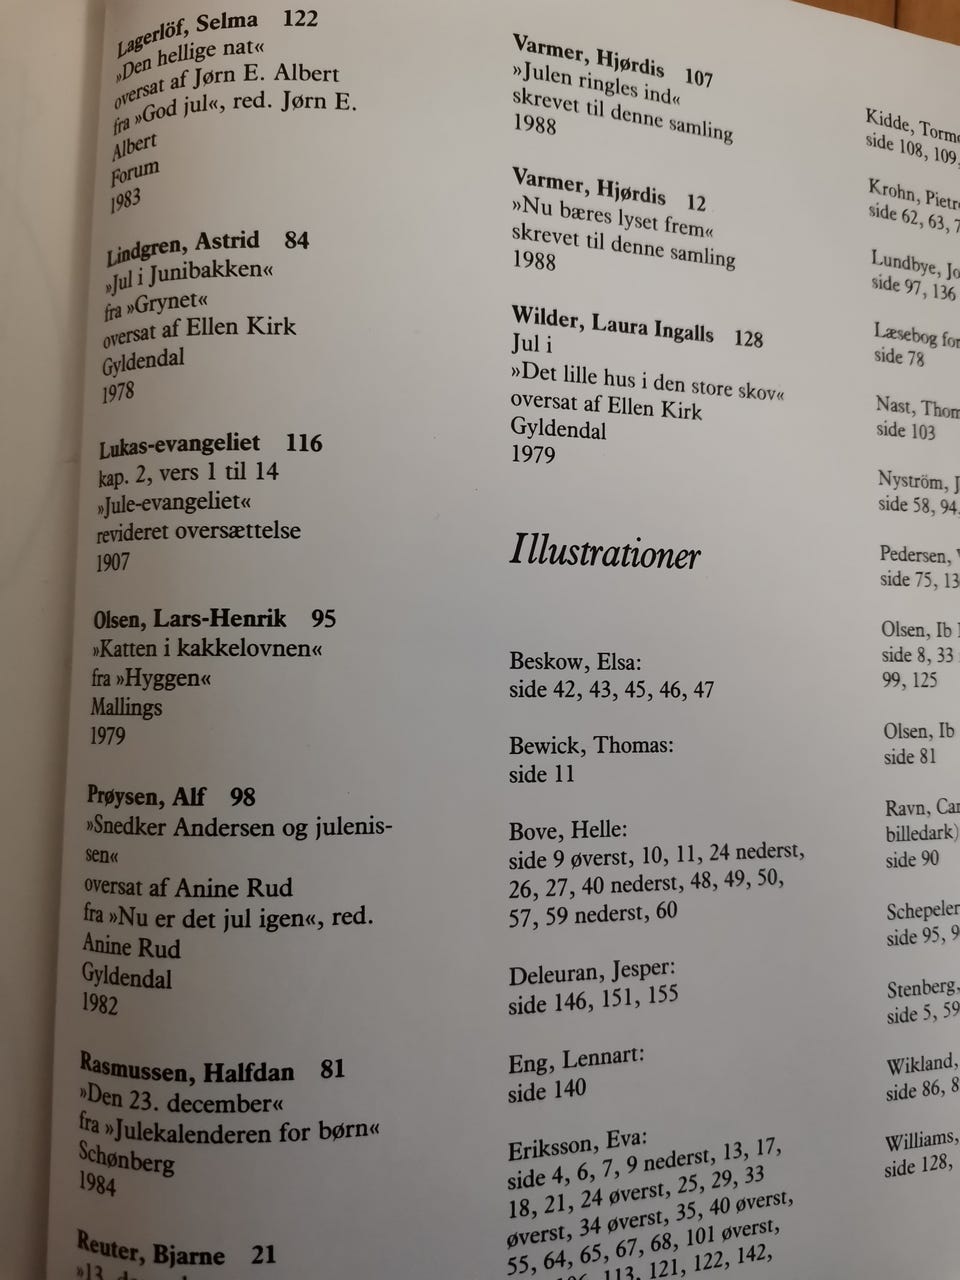 Lagerlöf, Selma 122
»Den hellige nat«
oversat af Jørn E. Albert
fra »God jul«, red. Jørn E.
Albert
Forum
1983
Lindgren, Astrid 84
»Jul i Junibakken«
fra »Grynet«
oversat af Ellen Kirk
Gyldendal
1978
Lukas-evangeliet 116
kap. 2, vers 1 til 14
»Jule-evangeliet«
revideret oversættelse
1907
Olsen, Lars-Henrik 95
»Katten i kakkelovnen«
fra »Hyggen«
Mallings
1979
Prøysen, Alf 98
»Snedker Andersen og julenis-
sen«
oversat af Anine Rud
fra »Nu er det jul igen«, red.
Anine Rud
Gyldendal
1982
Rasmussen, Halfdan 81
»Den 23. december«
fra »Julekalenderen for børn«
Schønberg
1984
Reuter, Bjarne 21
»13.
Varmer, Hjørdis 107
»Julen ringles ind«
skrevet til denne samling
1988
Varmer, Hjørdis 12
»Nu bæres lyset frem«
skrevet til denne samling
1988
Wilder, Laura Ingalls 128
Jul i
»Det lille hus i den store skov«
oversat af Ellen Kirk
Gyldendal
1979
Illustrationer
Beskow, Elsa:
side 42, 43, 45, 46, 47
Bewick, Thomas:
side 11
Bove, Helle:
side 9 øverst, 10, 11, 24 nederst,
26, 27, 40 nederst, 48, 49, 50,
57, 59 nederst, 60
Deleuran, Jesper:
side 146, 151, 155
Eng, Lennart:
side 140
Eriksson, Eva:
side 4, 6, 7, 9 nederst, 13, 17,
18, 21, 24 øverst, 25, 29, 33
øverst, 34 øverst, 35, 40 øverst,
55, 64, 65, 67, 68, 101 øverst,
113, 121, 122, 142,
Kidde, Torm
side 108, 109,
Krohn, Pietr
side 62, 63, 7
Lundbye, Jo
side 97, 136
Læsebog for
side 78
Nast, Thom
side 103
Nyström, J
side 58, 94,
Pedersen, V
side 75, 13
Olsen, Ib
side 8, 33
99, 125
Olsen, Ib
side 81
Ravn, Car
billedark)
side 90
Schepeler
side 95, 9
Stenberg,
side 5, 59
Wikland,
side 86, 8
Williams,
side 128,